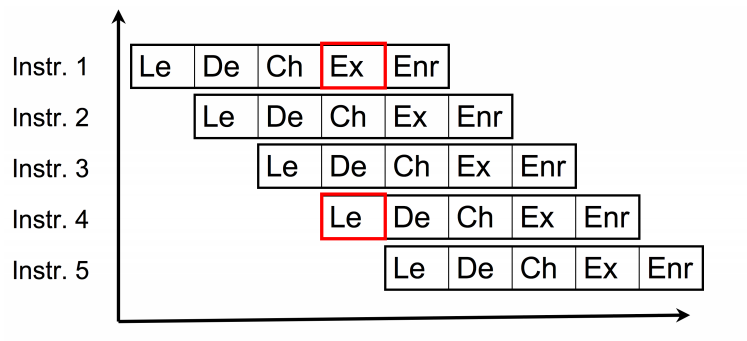 Instr. 1 Le De Ch Ex Enr
Instr. 2 Le De Ch Ex Enr
Instr. 3 Le De Ch Ex Enr
Instr. 4 Le De Ch Ex Enr
Instr. 5 Le De Ch Ex Enr